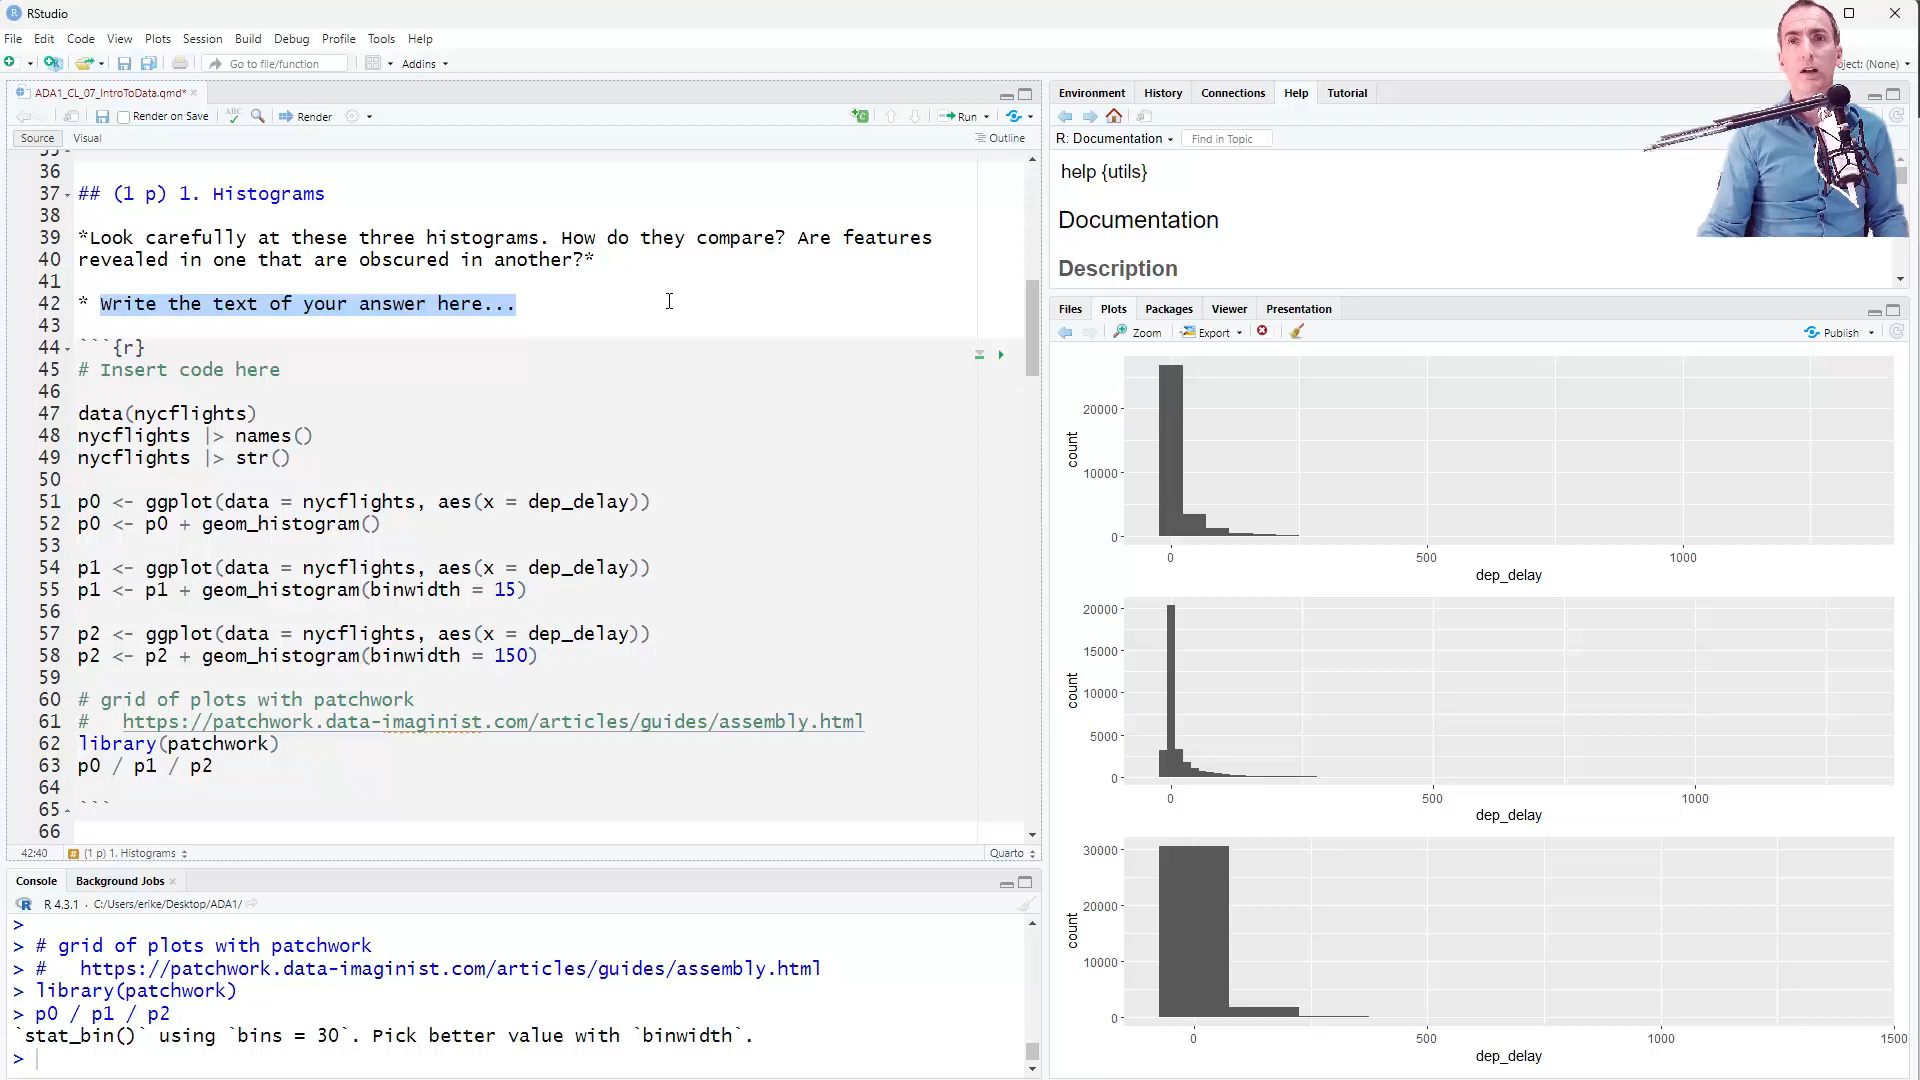 RStudio
File Edit Code View Plots Session Build Debug Profile Tools Help
Go to file/function Addins
ject: (None)
ADA1_CL_07_IntroToData.qmd*
Render on Save Render Run
Source Visual Outline
36
37 ## (1 p) 1. Histograms
38
39 *Look carefully at these three histograms. How do they compare? Are features
40 revealed in one that are obscured in another?*
41
42 * Write the text of your answer here...
43
44 ```{r}
45 # Insert code here
46
47 data(nycflights)
48 nycflights |> names()
49 nycflights |> str()
50
51 p0 <- ggplot(data = nycflights, aes(x = dep_delay))
52 p0 <- p0 + geom_histogram()
53
54 p1 <- ggplot(data = nycflights, aes(x = dep_delay))
55 p1 <- p1 + geom_histogram(binwidth = 15)
56
57 p2 <- ggplot(data = nycflights, aes(x = dep_delay))
58 p2 <- p2 + geom_histogram(binwidth = 150)
59
60 # grid of plots with patchwork
61 #   https://patchwork.data-imaginist.com/articles/guides/assembly.html
62 library(patchwork)
63 p0 / p1 / p2
64
65 ```
66
42:40 # (1 p) 1. Histograms Quarto
Console Background Jobs
R 4.3.1 · C:/Users/erike/Desktop/ADA1/
>
> # grid of plots with patchwork
> #   https://patchwork.data-imaginist.com/articles/guides/assembly.html
> library(patchwork)
> p0 / p1 / p2
`stat_bin()` using `bins = 30`. Pick better value with `binwidth`.
>
Environment History Connections Help Tutorial
R: Documentation Find in Topic
help {utils}
Documentation
Description
Files Plots Packages Viewer Presentation
Zoom Export Publish
20000
10000
0
count
0 500 1000
dep_delay
20000
15000
10000
5000
0
count
0 500 1000
dep_delay
30000
20000
10000
0
count
0 500 1000 1500
dep_delay